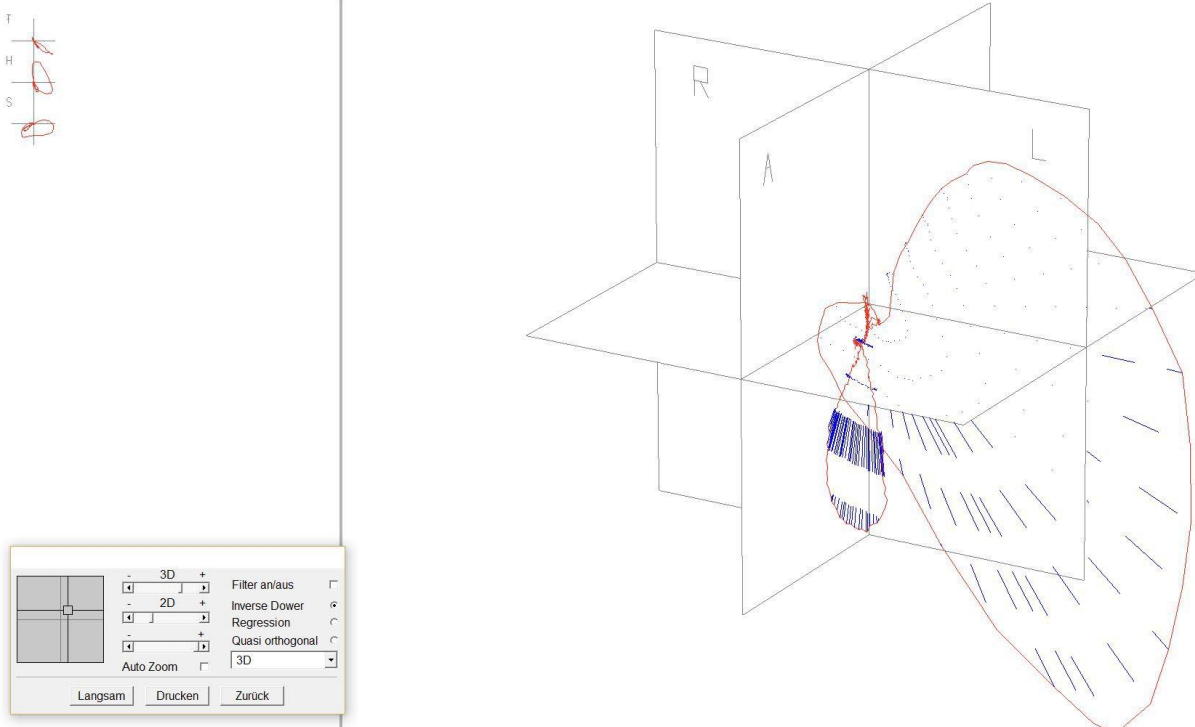 T
H
S
R
A
L
- 3D +
- 2D +
- +
Auto Zoom
Filter an/aus
Inverse Dower
Regression
Quasi orthogonal
3D
Langsam
Drucken
Zurück